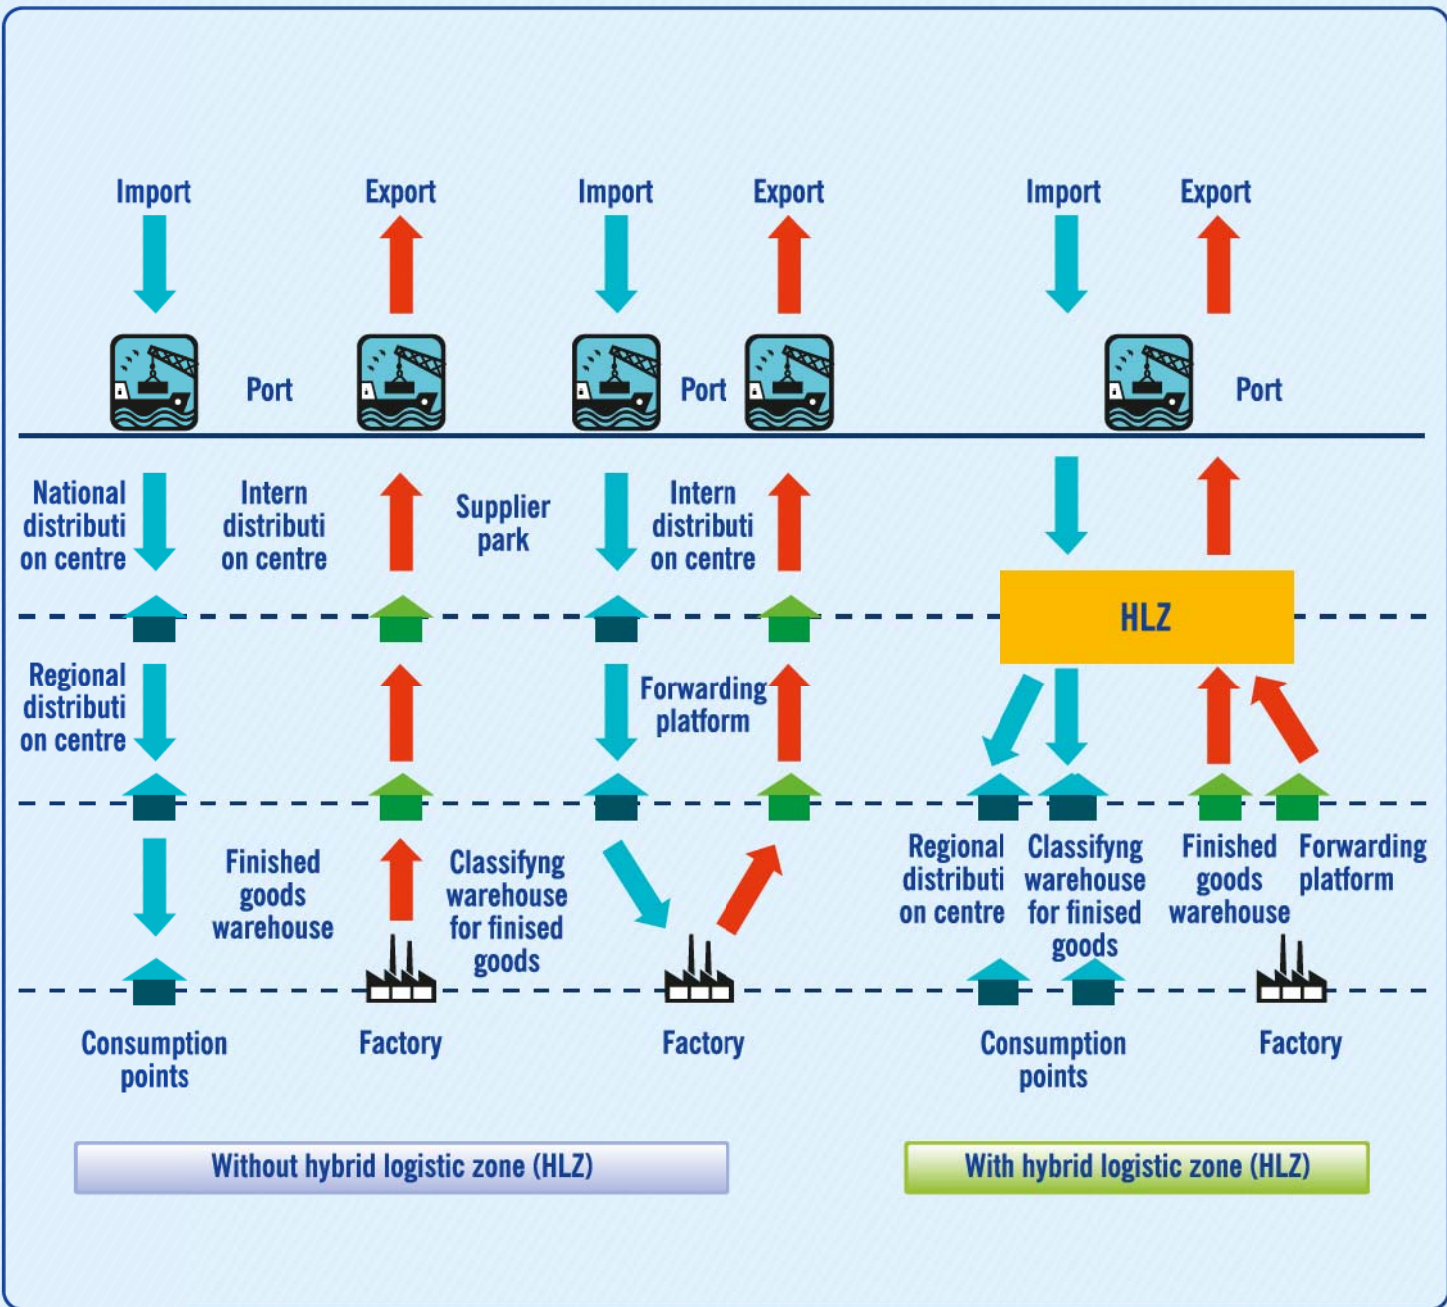 Import
Export
Import
Export
Import
Export
Port
Port
Port
National
distributi
on centre
Intern
distributi
on centre
Supplier
park
Intern
distributi
on centre
HLZ
Regional
distributi
on centre
Forwarding
platform
Finished
goods
warehouse
Classifyng
warehouse
for finised
goods
Regional
distributi
on centre
Classifyng
warehouse
for finised
goods
Finished
goods
warehouse
Forwarding
platform
Consumption
points
Factory
Factory
Consumption
points
Factory
Without hybrid logistic zone (HLZ)
With hybrid logistic zone (HLZ)